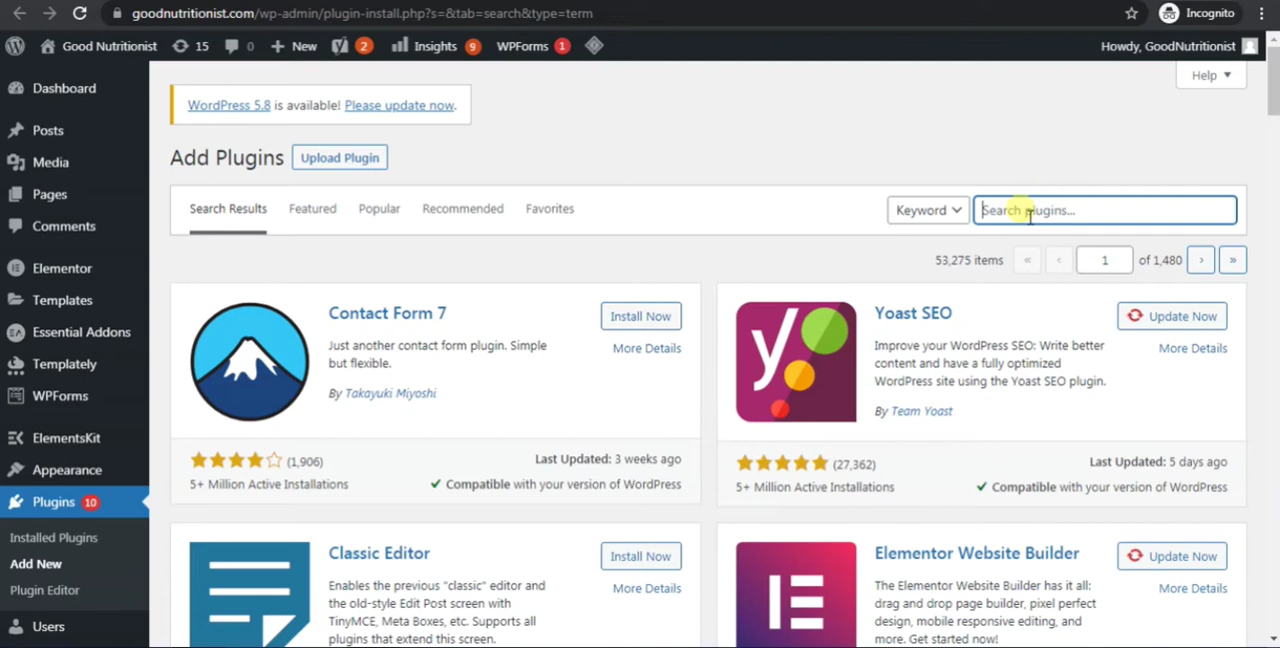 goodnutritionist.com/wp-admin/plugin-install.php?s=&tab=search&type=term
Incognito
Good Nutritionist 15 0 New 2 Insights 9 WPForms 1
Howdy, GoodNutritionist
Help
Dashboard
Posts
Media
Pages
Comments
Elementor
Templates
Essential Addons
Templately
WPForms
ElementsKit
Appearance
Plugins 10
Installed Plugins
Add New
Plugin Editor
Users
WordPress 5.8 is available! Please update now.
Add Plugins Upload Plugin
Search Results Featured Popular Recommended Favorites
Keyword Search plugins...
53,275 items « ‹ 1 of 1,480 › »
Contact Form 7
Install Now
More Details
Just another contact form plugin. Simple
but flexible.
By Takayuki Miyoshi
(1,906)
5+ Million Active Installations
Last Updated: 3 weeks ago
Compatible with your version of WordPress
Yoast SEO
Update Now
More Details
Improve your WordPress SEO: Write better
content and have a fully optimized
WordPress site using the Yoast SEO plugin.
By Team Yoast
(27,362)
5+ Million Active Installations
Last Updated: 5 days ago
Compatible with your version of WordPress
Classic Editor
Install Now
More Details
Enables the previous "classic" editor and
the old-style Edit Post screen with
TinyMCE, Meta Boxes, etc. Supports all
plugins that extend this screen.
Elementor Website Builder
Update Now
More Details
The Elementor Website Builder has it all:
drag and drop page builder, pixel perfect
design, mobile responsive editing, and
more. Get started now!